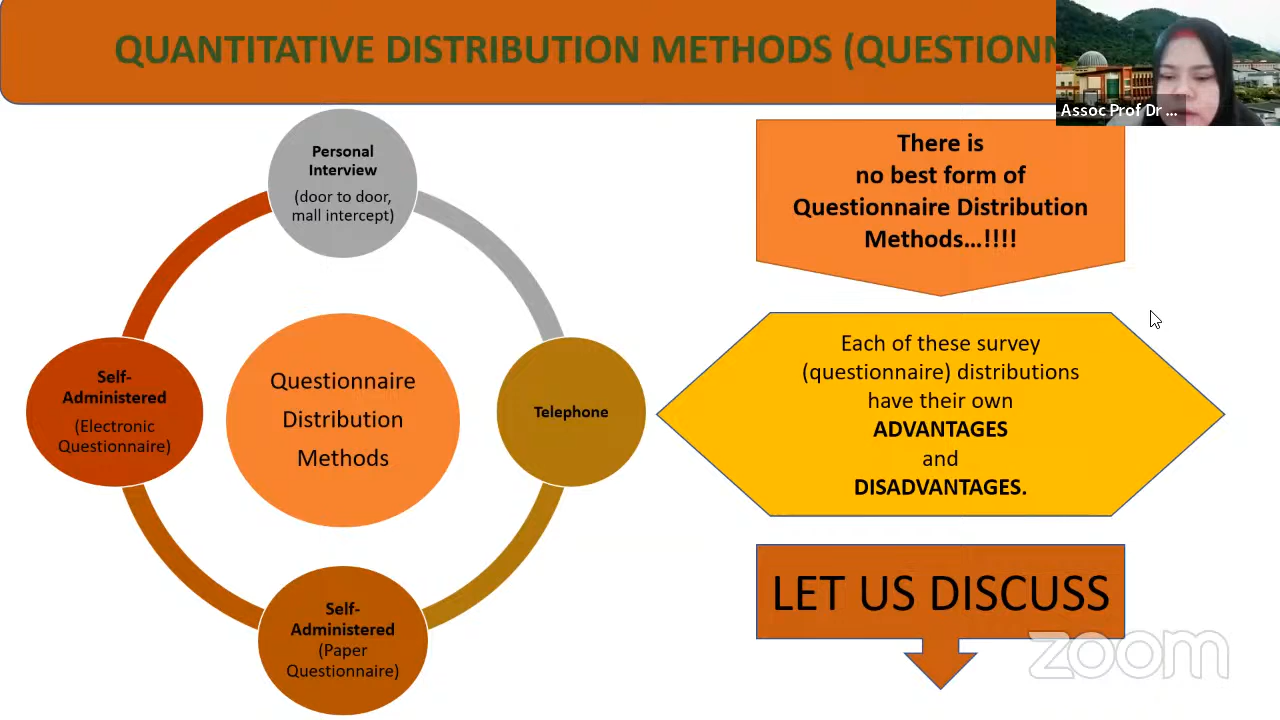 QUANTITATIVE DISTRIBUTION METHODS (QUESTIONN
Assoc Prof Dr ...
Personal
Interview
(door to door,
mall intercept)
Self-
Administered
(Electronic
Questionnaire)
Questionnaire
Distribution
Methods
Telephone
Self-
Administered
(Paper
Questionnaire)
There is
no best form of
Questionnaire Distribution
Methods...!!!!
Each of these survey
(questionnaire) distributions
have their own
ADVANTAGES
and
DISADVANTAGES.
LET US DISCUSS
zoom